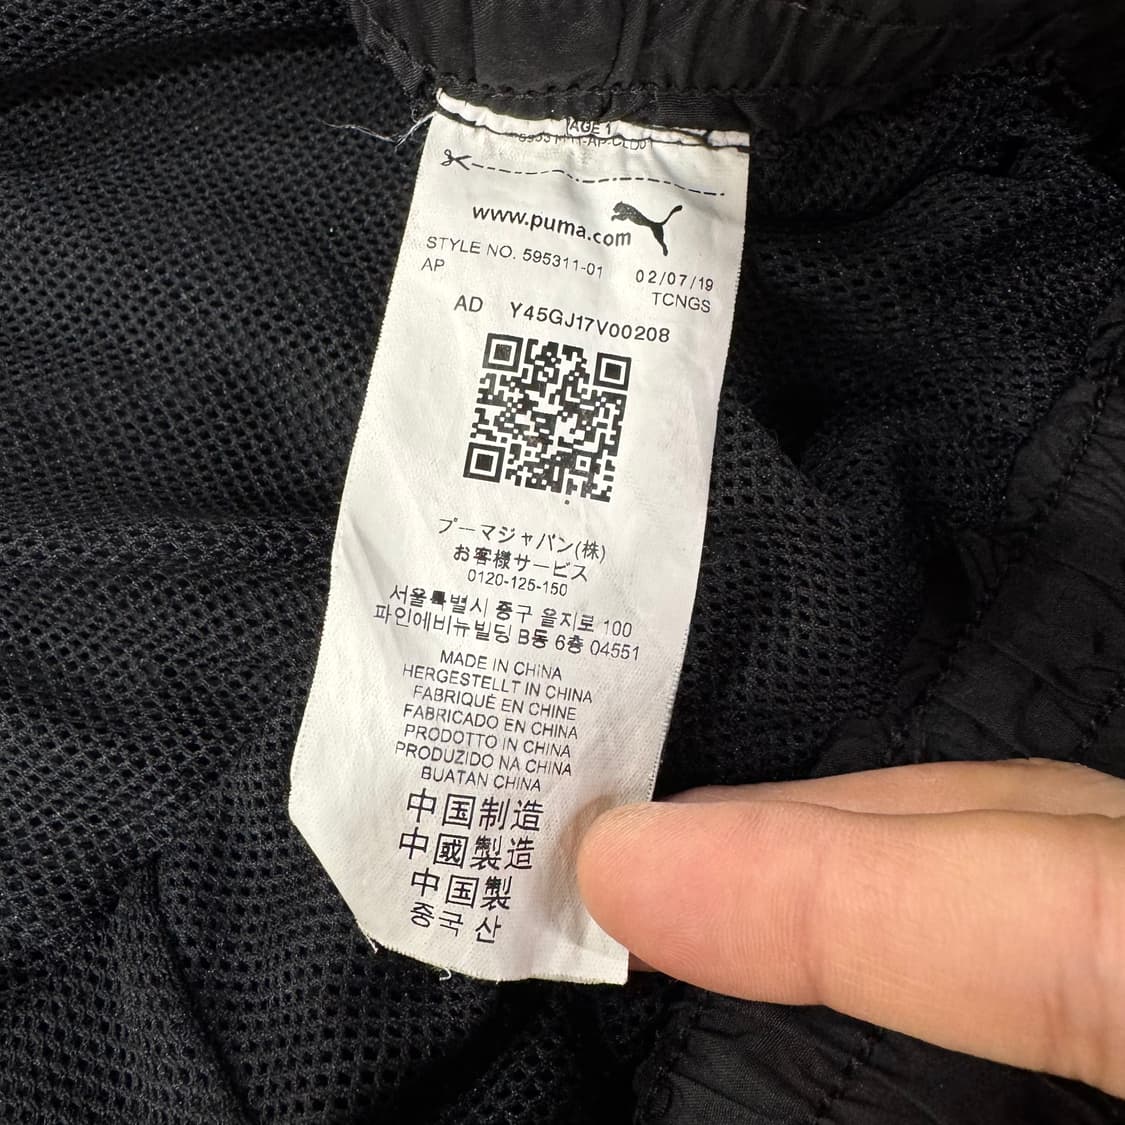 AGE 1
www.puma.com
STYLE NO. 595311-01 02/07/19
AP TCNGS
AD Y45GJ17V00208
プーマジャパン(株)
お客様サービス
0120-125-150
서울특별시 중구 을지로 100
파인에비뉴빌딩 B동 6층 04551
MADE IN CHINA
HERGESTELLT IN CHINA
FABRIQUÉ EN CHINE
FABRICADO EN CHINA
PRODOTTO IN CHINA
PRODUZIDO NA CHINA
BUATAN CHINA
中国制造
中國製造
中国製
중국 산